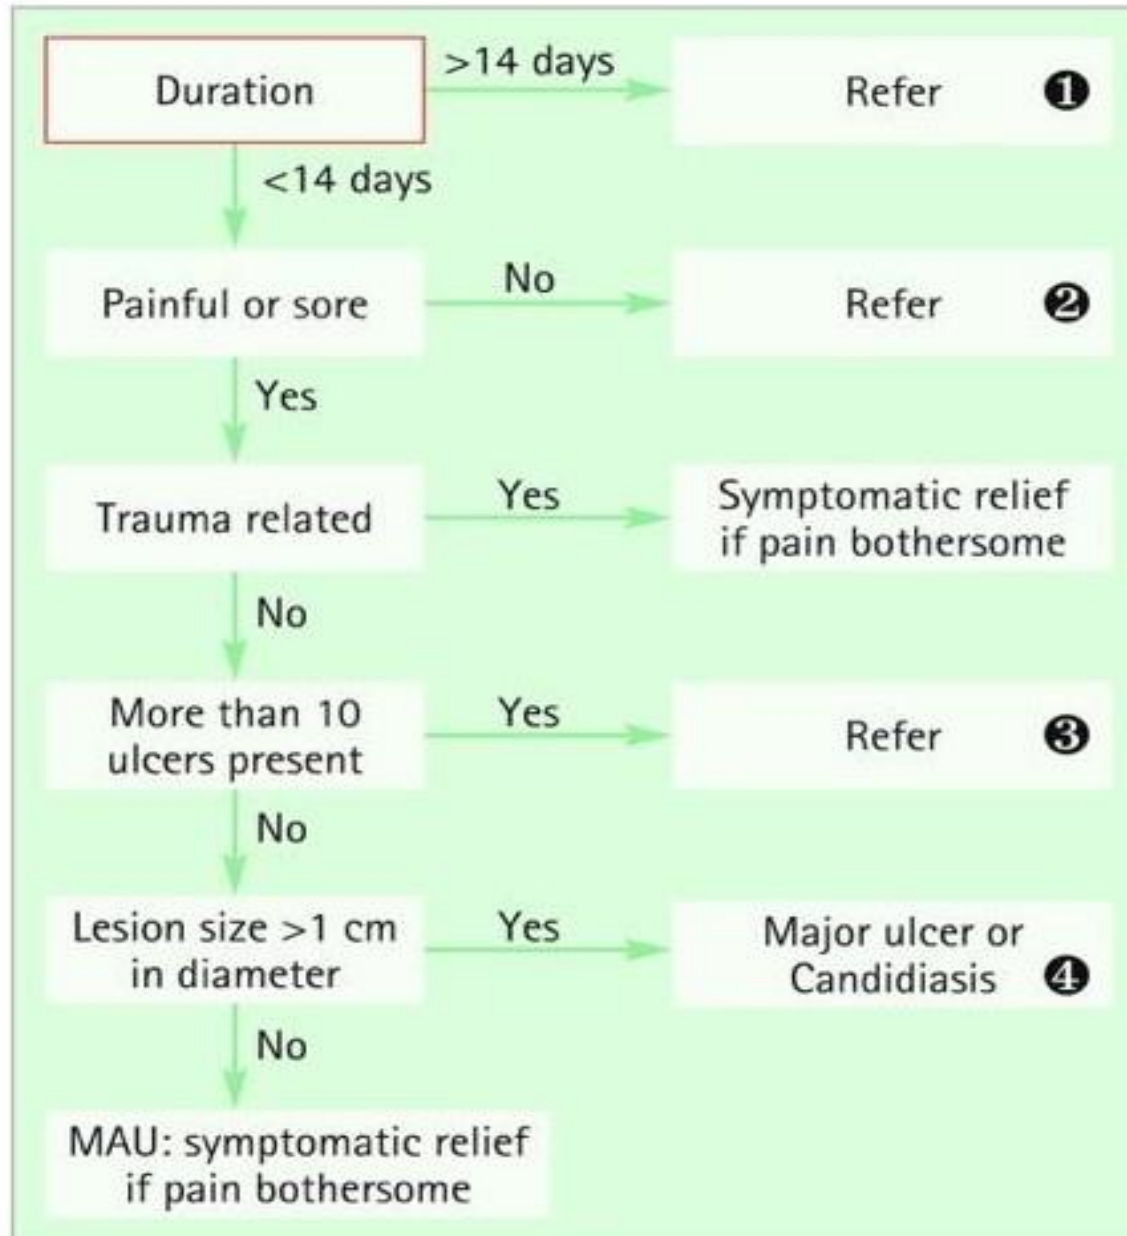 Duration
>14 days
Refer ❶
<14 days
Painful or sore
No
Refer ❷
Yes
Trauma related
Yes
Symptomatic relief
if pain bothersome
No
More than 10
ulcers present
Yes
Refer ❸
No
Lesion size >1 cm
in diameter
Yes
Major ulcer or
Candidiasis ❹
No
MAU: symptomatic relief
if pain bothersome